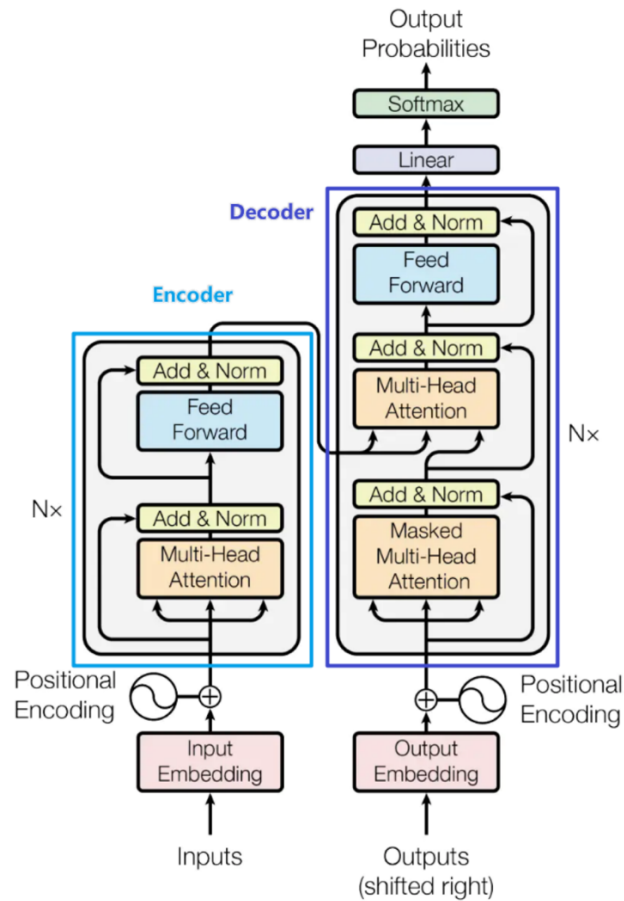 Output
Probabilities
Softmax
Linear
Decoder
Add & Norm
Feed
Forward
Add & Norm
Multi-Head
Attention
Nx
Add & Norm
Masked
Multi-Head
Attention
Encoder
Add & Norm
Feed
Forward
Nx
Add & Norm
Multi-Head
Attention
Positional
Encoding
Positional
Encoding
Input
Embedding
Output
Embedding
Inputs
Outputs
(shifted right)